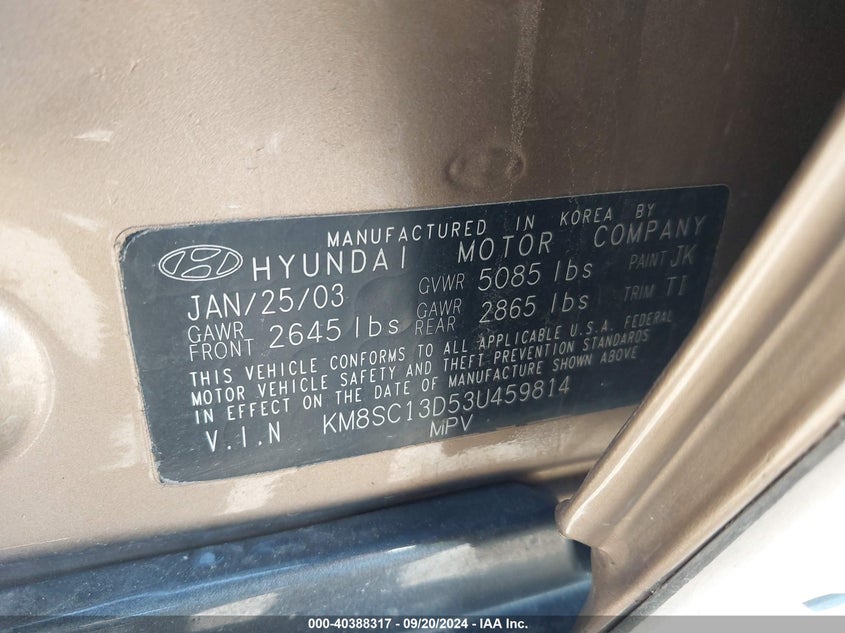 MANUFACTURED IN KOREA BY
HYUNDAI MOTOR COMPANY
JAN/25/03 GVWR 5085 lbs PAINT JK
GAWR FRONT 2645 lbs GAWR REAR 2865 lbs TRIM TI
THIS VEHICLE CONFORMS TO ALL APPLICABLE U.S.A. FEDERAL
MOTOR VEHICLE SAFETY AND THEFT PREVENTION STANDARDS
IN EFFECT ON THE DATE OF MANUFACTURE SHOWN ABOVE
V.I.N KM8SC13D53U459814
MPV
000-40388317 - 09/20/2024 - IAA Inc.